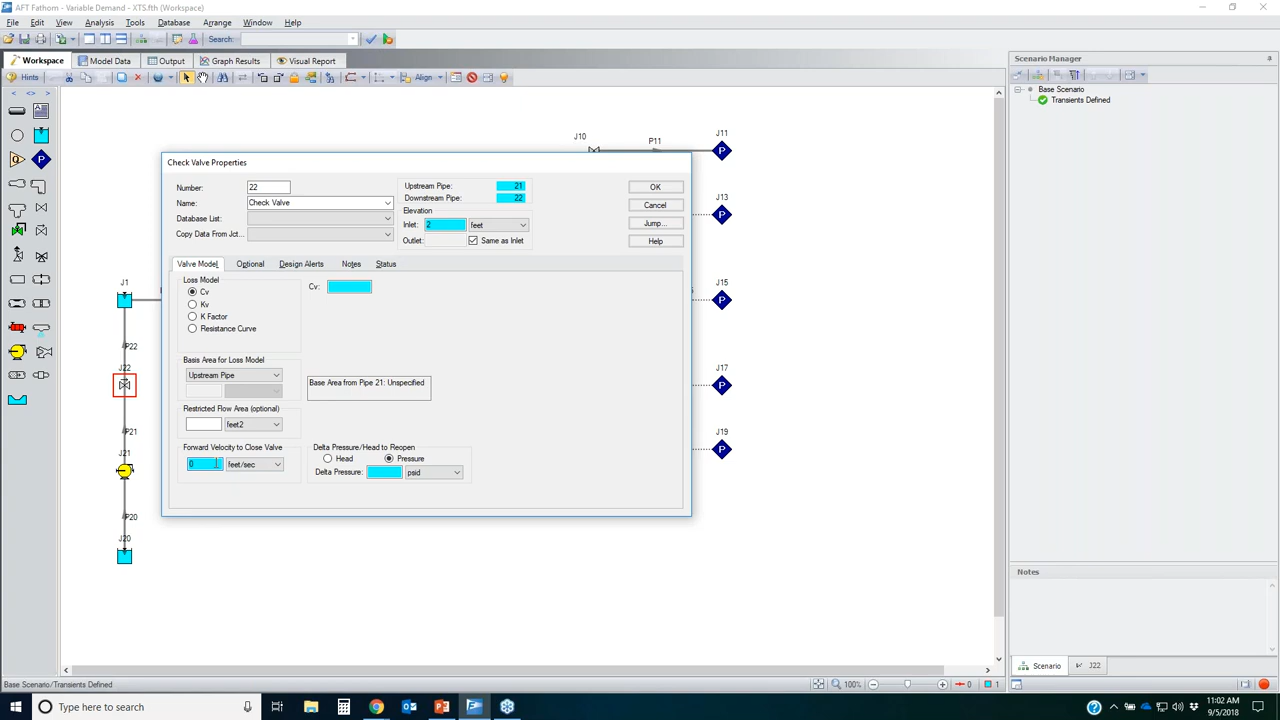 AFT Fathom - Variable Demand - XTS.fth (Workspace)
File Edit View Analysis Tools Database Arrange Window Help
Search:
Workspace Model Data Output Graph Results Visual Report
Hints Align
Scenario Manager
Base Scenario
Transients Defined
J10 P11 J11
J13
J15
J17
J19
J1
P22
J22
P21
J21
P20
J20
Check Valve Properties
Number: 22
Name: Check Valve
Database List:
Copy Data From Jct...
Upstream Pipe: 21
Downstream Pipe: 22
Elevation
Inlet: 2 feet
Outlet: Same as Inlet
OK
Cancel
Jump...
Help
Valve Model Optional Design Alerts Notes Status
Loss Model
Cv
Kv
K Factor
Resistance Curve
Cv:
Basis Area for Loss Model
Upstream Pipe
Base Area from Pipe 21: Unspecified
Restricted Flow Area (optional)
feet2
Forward Velocity to Close Valve
0 feet/sec
Delta Pressure/Head to Reopen
Head Pressure
Delta Pressure: psid
Notes
Scenario J22
Base Scenario/Transients Defined
100% 0 1
Type here to search
11:02 AM
9/5/2018